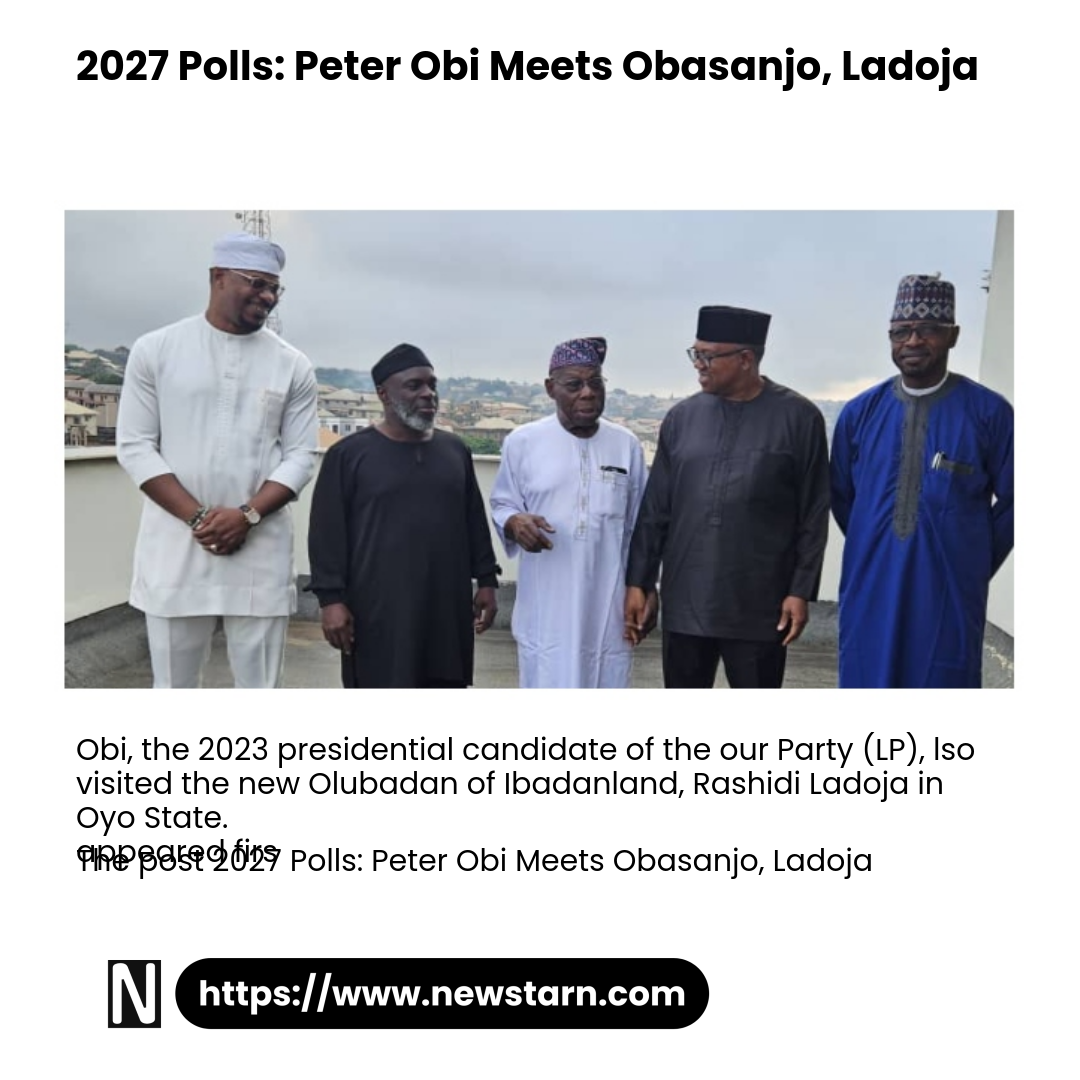 2027 Polls: Peter Obi Meets Obasanjo, Ladoja
Obi, the 2023 presidential candidate of the our Party (LP), lso
visited the new Olubadan of Ibadanland, Rashidi Ladoja in
Oyo State.
appeared firs
The post 2027 Polls: Peter Obi Meets Obasanjo, Ladoja
N
https://www.newstarn.com